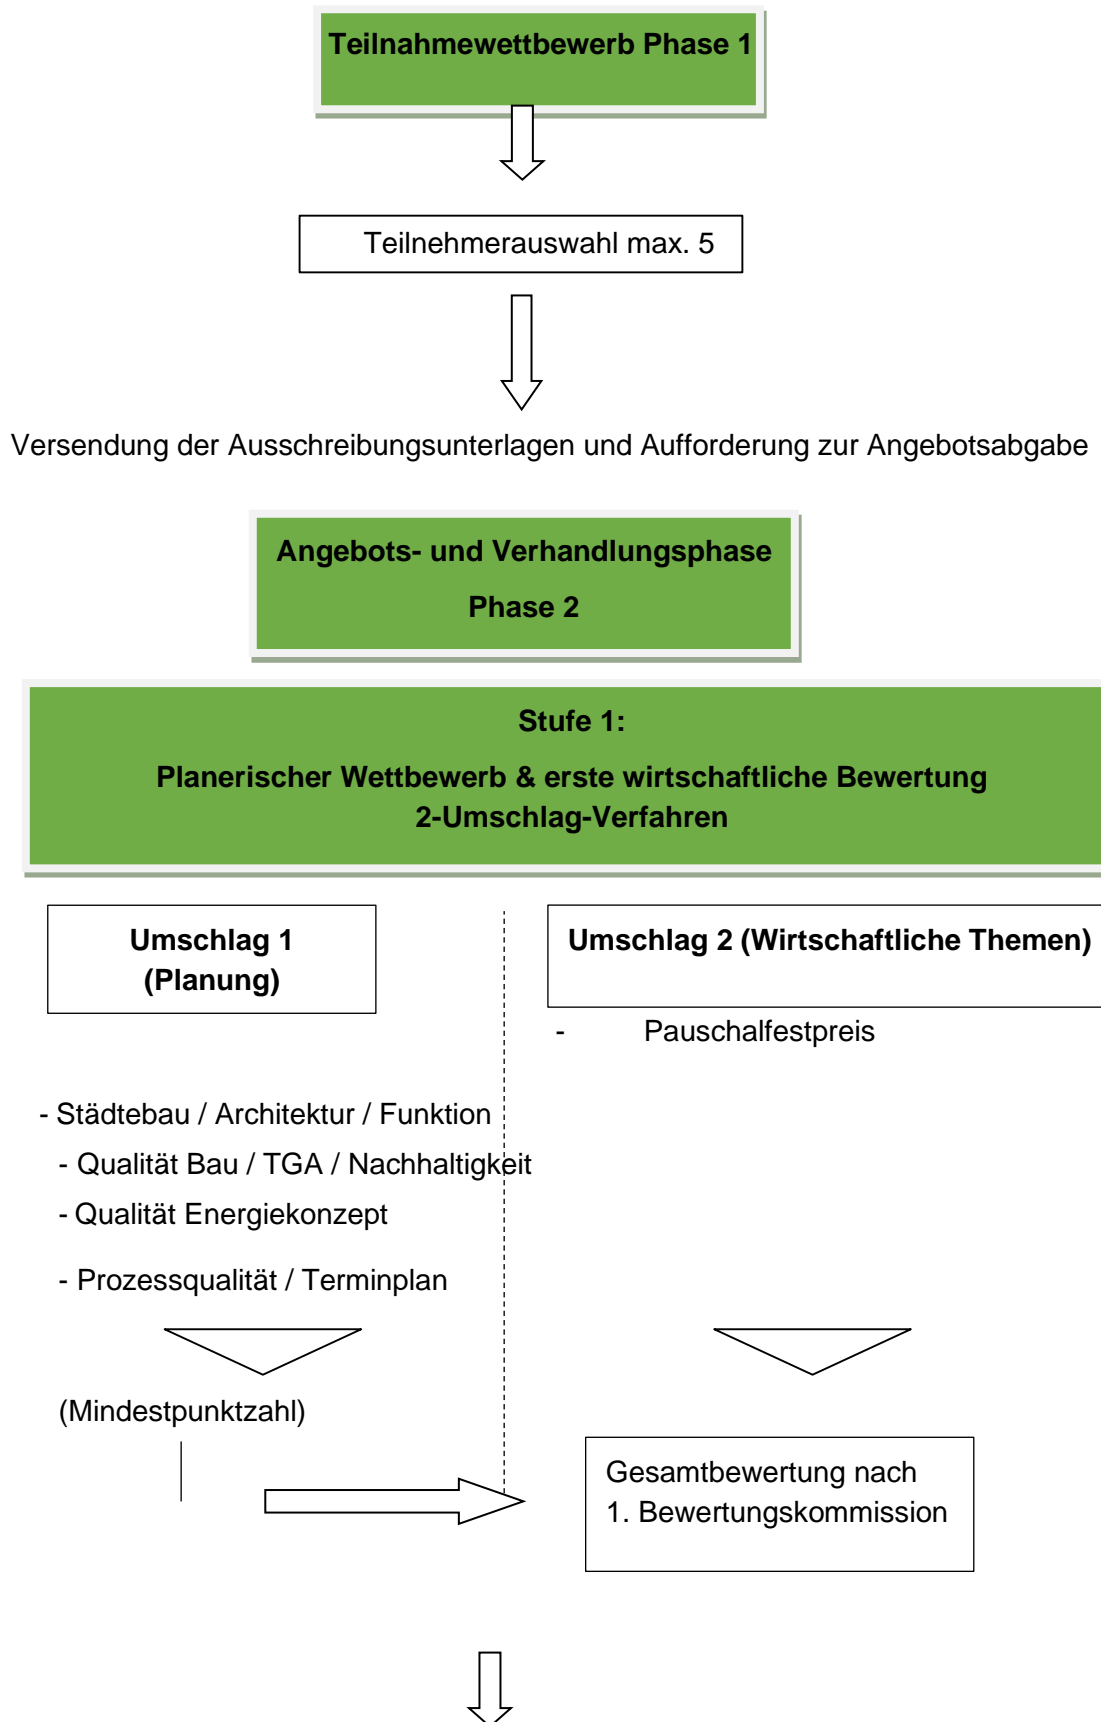 Teilnahmewettbewerb Phase 1
Teilnehmerauswahl max. 5
Versendung der Ausschreibungsunterlagen und Aufforderung zur Angebotsabgabe
Angebots- und Verhandlungsphase
Phase 2
Stufe 1:
Planerischer Wettbewerb & erste wirtschaftliche Bewertung
2-Umschlag-Verfahren
Umschlag 1
(Planung)
- Städtebau / Architektur / Funktion
- Qualität Bau / TGA / Nachhaltigkeit
- Qualität Energiekonzept
- Prozessqualität / Terminplan
(Mindestpunktzahl)
Umschlag 2 (Wirtschaftliche Themen)
- Pauschalfestpreis
Gesamtbewertung nach
1. Bewertungskommission